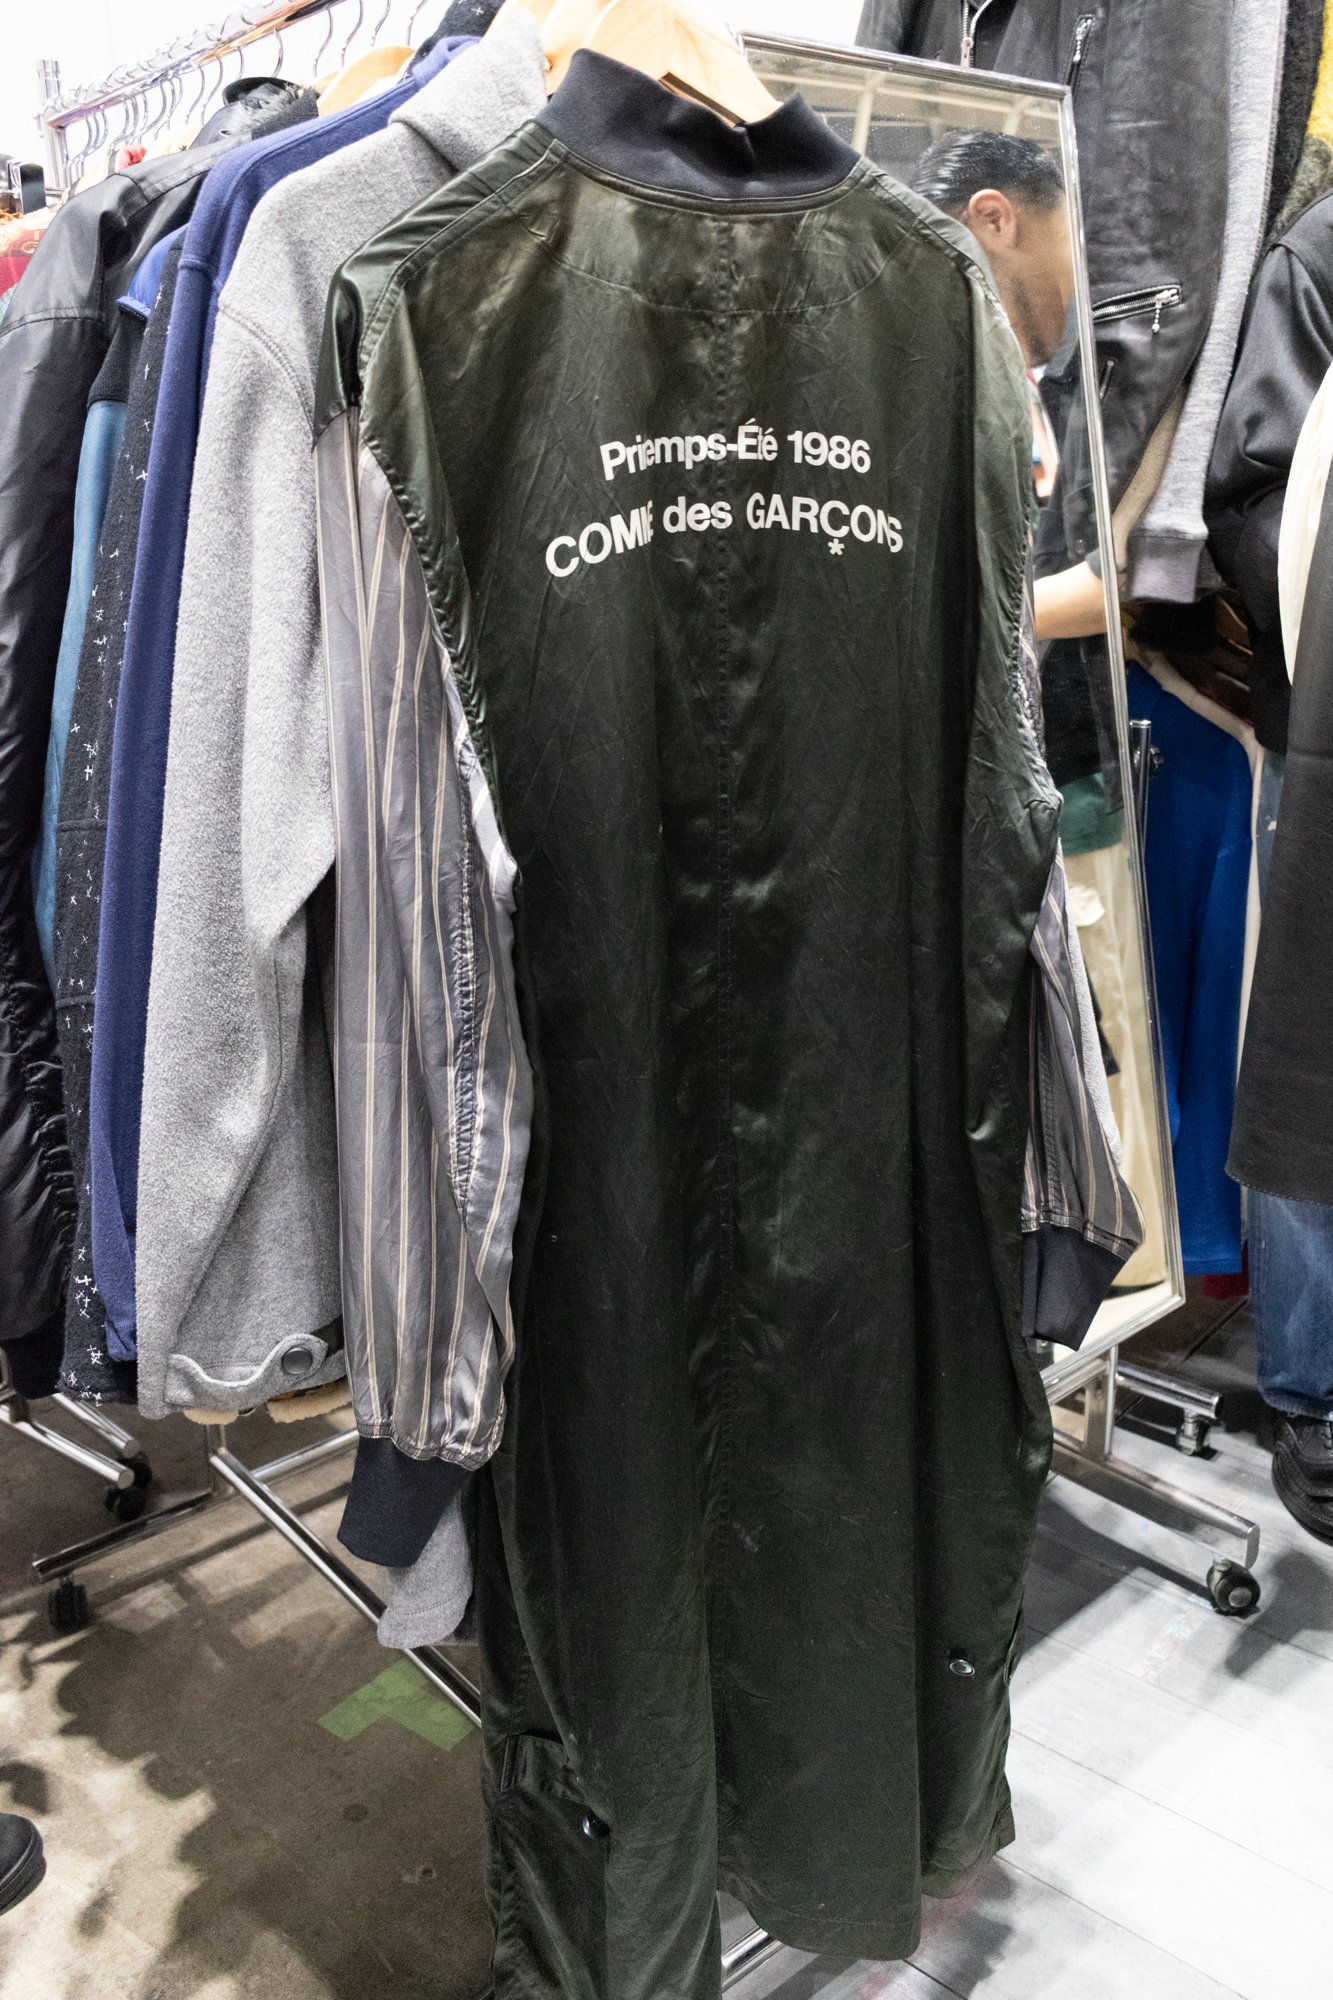 Priemps-Été 1986
COMME des GARÇONS
*